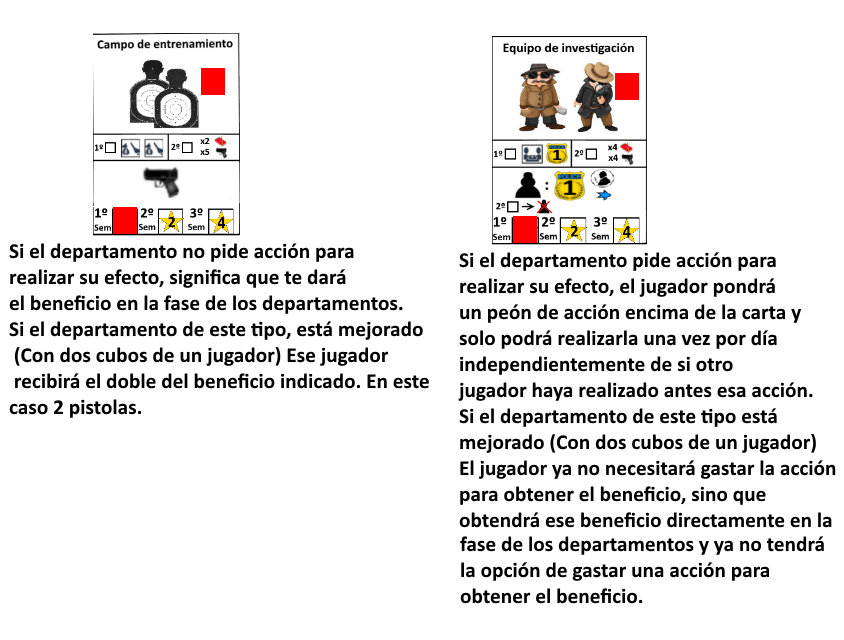 Campo de entrenamiento
1º 2º x2
x5
1º 2º 3º
Sem Sem 2 Sem 4
Si el departamento no pide acción para
realizar su efecto, significa que te dará
el beneficio en la fase de los departamentos.
Si el departamento de este tipo, está mejorado
(Con dos cubos de un jugador) Ese jugador
recibirá el doble del beneficio indicado. En este
caso 2 pistolas.
Equipo de investigación
1º 1 2º x4
x4
: 1
2º
1º 2º 3º
Sem Sem 2 Sem 4
Si el departamento pide acción para
realizar su efecto, el jugador pondrá
un peón de acción encima de la carta y
solo podrá realizarla una vez por día
independientemente de si otro
jugador haya realizado antes esa acción.
Si el departamento de este tipo está
mejorado (Con dos cubos de un jugador)
El jugador ya no necesitará gastar la acción
para obtener el beneficio, sino que
obtendrá ese beneficio directamente en la
fase de los departamentos y ya no tendrá
la opción de gastar una acción para
obtener el beneficio.